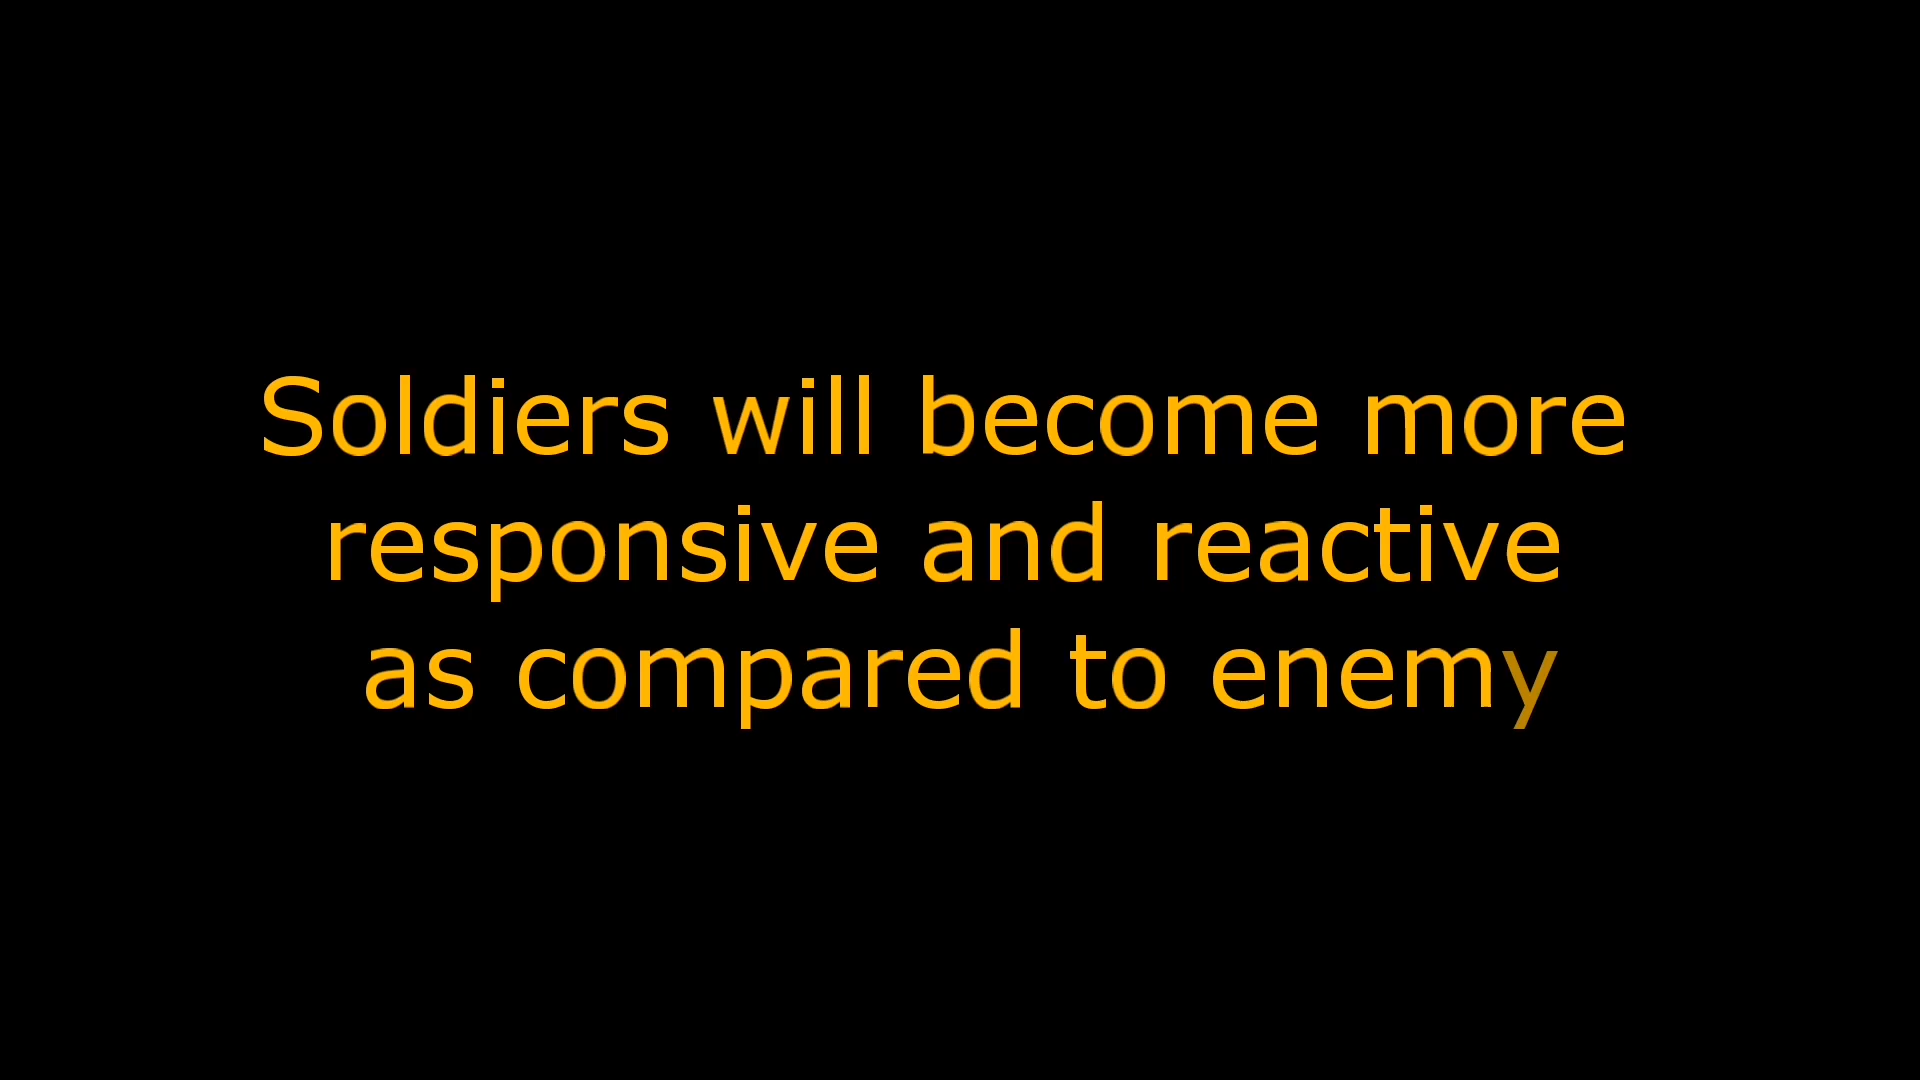 Soldiers will become more
responsive and reactive
as compared to enemy